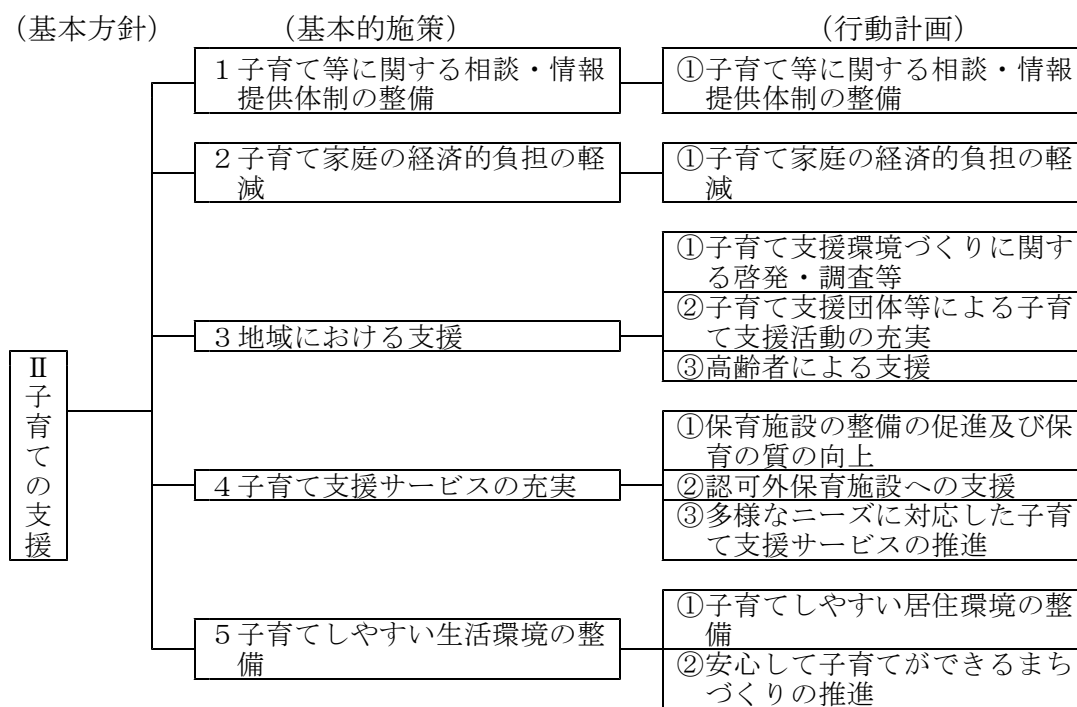 (基本方針)
(基本的施策)
(行動計画)
Ⅱ子育ての支援
1子育て等に関する相談・情報
提供体制の整備
①子育て等に関する相談・情報
提供体制の整備
2子育て家庭の経済的負担の軽
減
①子育て家庭の経済的負担の軽
減
3地域における支援
①子育て支援環境づくりに関す
る啓発・調査等
②子育て支援団体等による子育
て支援活動の充実
③高齢者による支援
4子育て支援サービスの充実
①保育施設の整備の促進及び保
育の質の向上
②認可外保育施設への支援
③多様なニーズに対応した子育
て支援サービスの推進
5子育てしやすい生活環境の整
備
①子育てしやすい居住環境の整
備
②安心して子育てができるまち
づくりの推進